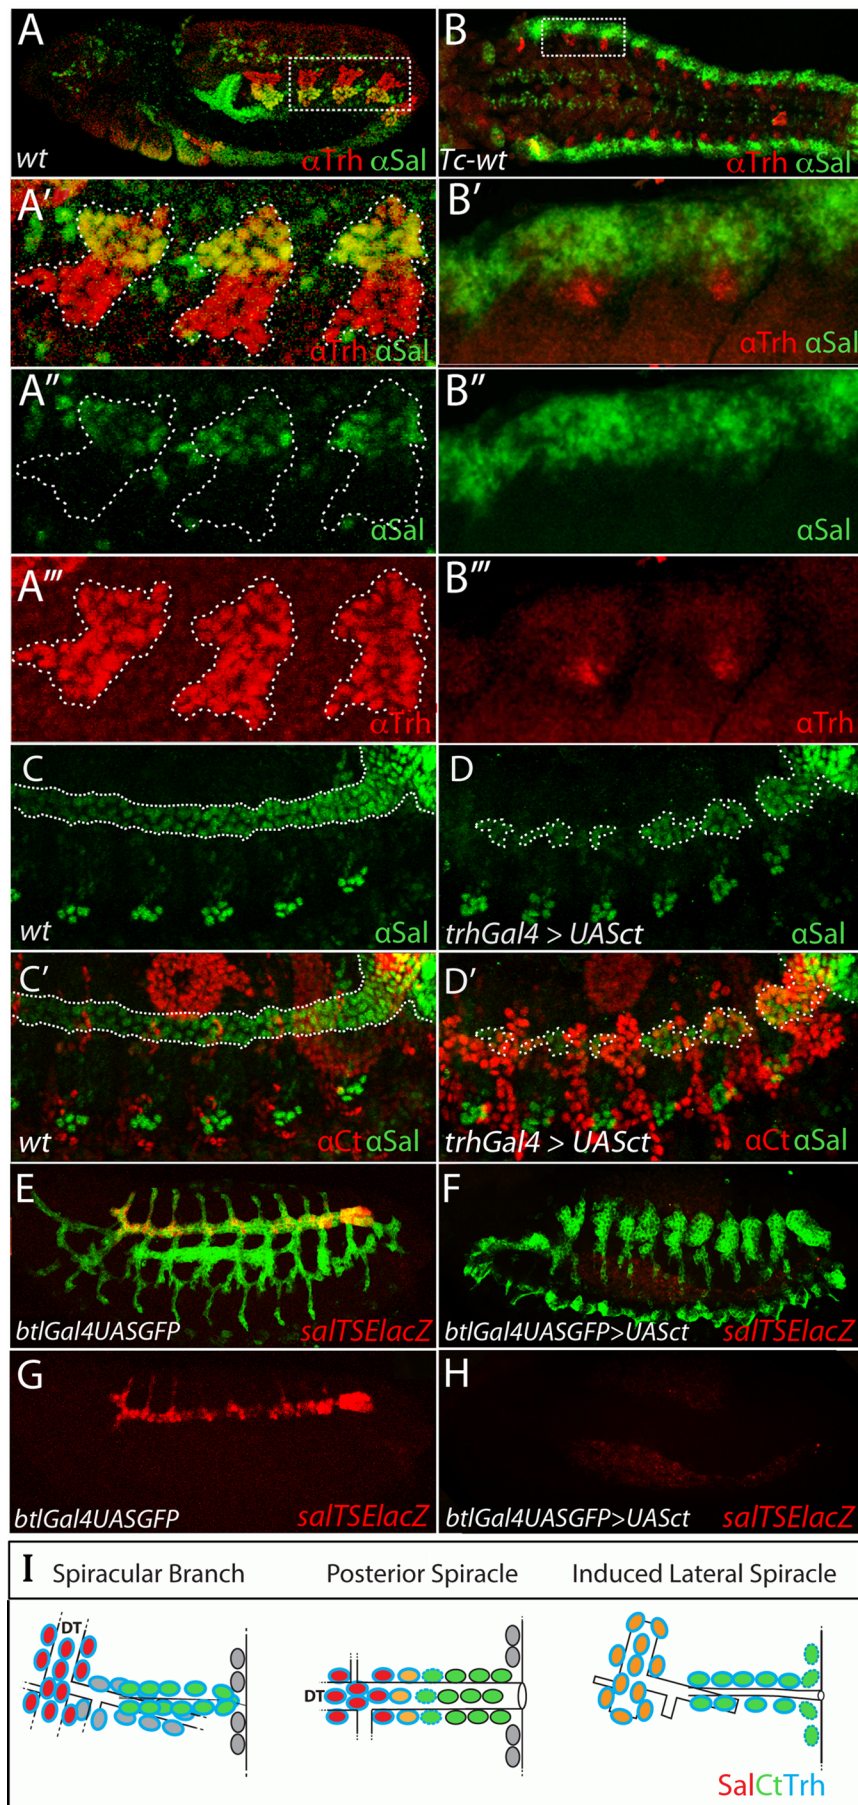 A
wt
αTrh αSal
B
Tc-wt
αTrh αSal
A'
αTrh αSal
B'
αTrh αSal
A''
αSal
B''
αSal
A'''
αTrh
B'''
αTrh
C
wt
αSal
D
trhGal4 > UASct
αSal
C'
wt
αCt αSal
D'
trhGal4 > UASct
αCt αSal
E
btlGal4UASGFP
salTSElacZ
F
btlGal4UASGFP>UASct
salTSElacZ
G
btlGal4UASGFP
salTSElacZ
H
btlGal4UASGFP>UASct
salTSElacZ
I
Spiracular Branch
Posterior Spiracle
Induced Lateral Spiracle
DT
DT
SalCtTrh